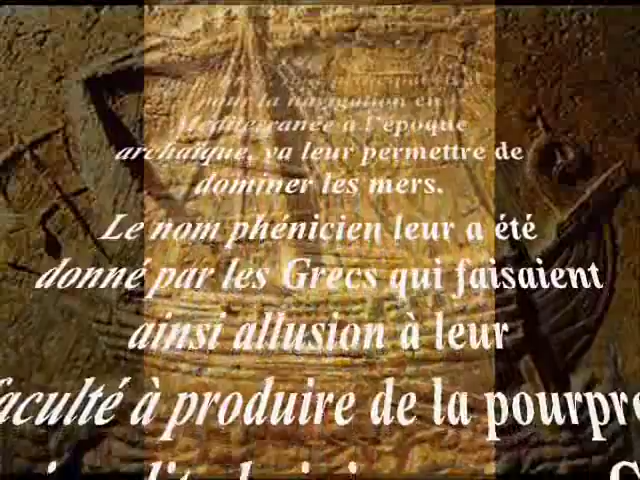 pour la navigation en
Méditerranée à l'époque
archaïque, va leur permettre de
dominer les mers.
Le nom phénicien leur a été
donné par les Grecs qui faisaient
ainsi allusion à leur
faculté à produire de la pourpre